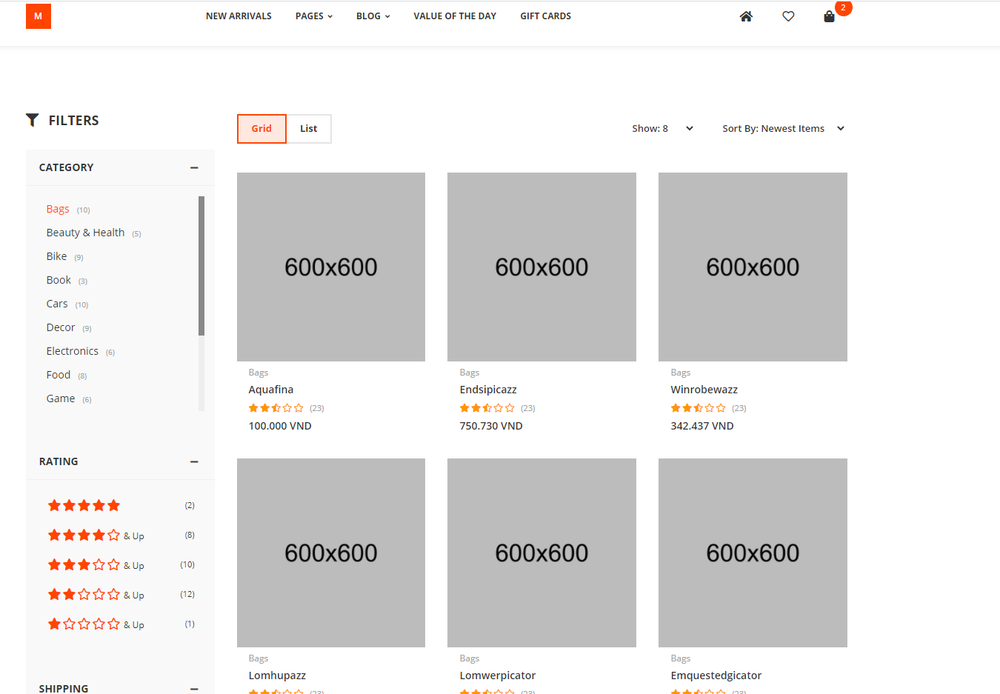 M
NEW ARRIVALS PAGES BLOG VALUE OF THE DAY GIFT CARDS 2
FILTERS
Grid List Show: 8 Sort By: Newest Items
CATEGORY
Bags (10)
Beauty & Health (5)
Bike (9)
Book (3)
Cars (10)
Decor (9)
Electronics (6)
Food (8)
Game (6)
RATING
(2)
& Up (8)
& Up (10)
& Up (12)
& Up (1)
SHIPPING
600x600 600x600 600x600
Bags Bags Bags
Aquafina Endsipicazz Winrobewazz
(23) (23) (23)
100.000 VND 750.730 VND 342.437 VND
600x600 600x600 600x600
Bags Bags Bags
Lomhupazz Lomwerpicator Emquestedgicator
(23) (23) (23)